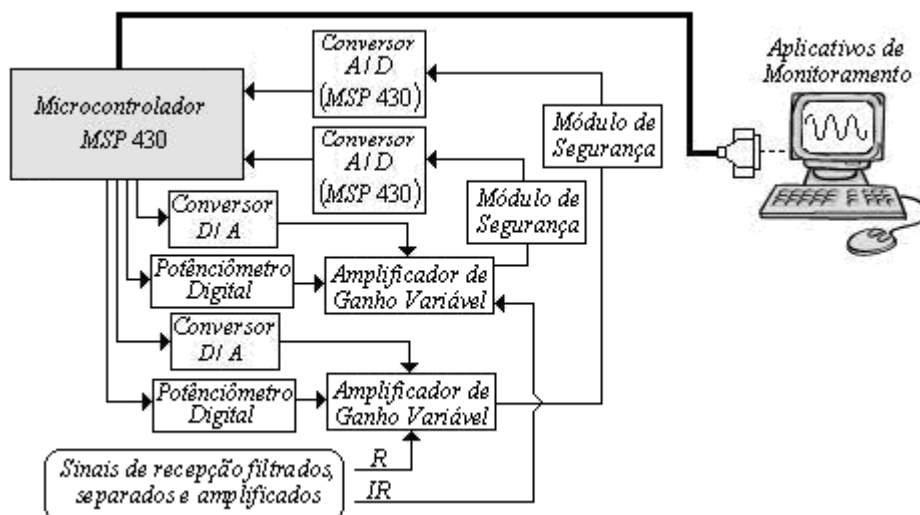 Conversor
A/D
(MSP 430)
Aplicativos de
Monitoramento
Microcontrolador
MSP 430
Módulo de
Segurança
Conversor
A/D
(MSP 430)
Módulo de
Segurança
Conversor
D/A
Potênciômetro
Digital
Amplificador de
Ganho Variável
Conversor
D/A
Potênciômetro
Digital
Amplificador de
Ganho Variável
Sinais de recepção filtrados,
separados e amplificados
R
IR